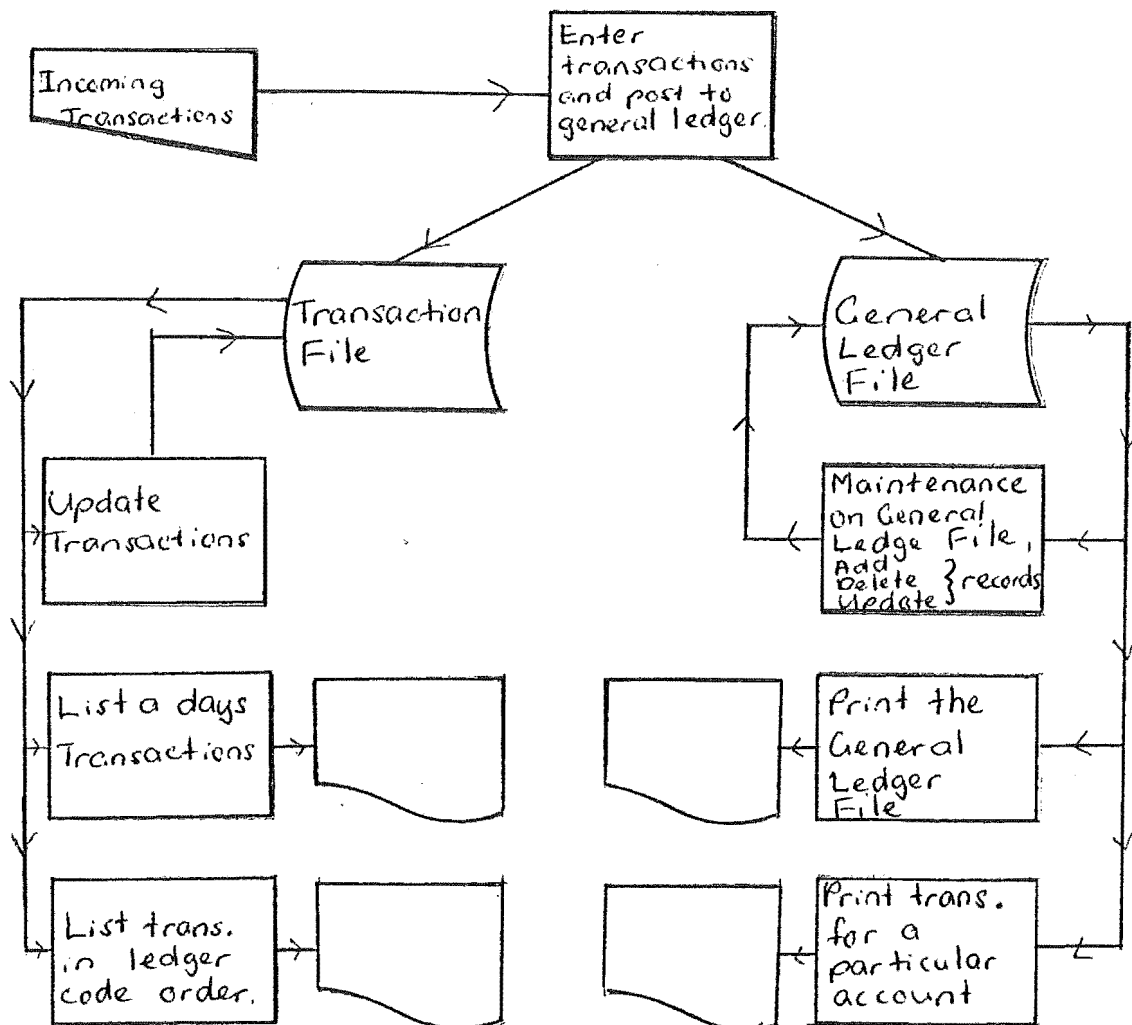 Incoming
Transactions
Enter
transactions
and post to
general ledger.
Transaction
File
General
Ledger
File
Update
Transactions
Maintenance
on General
Ledge File,
Add
Delete } records
Update
List a days
Transactions
Print the
General
Ledger
File
List trans.
in ledger
code order.
Print trans.
for a
particular
account